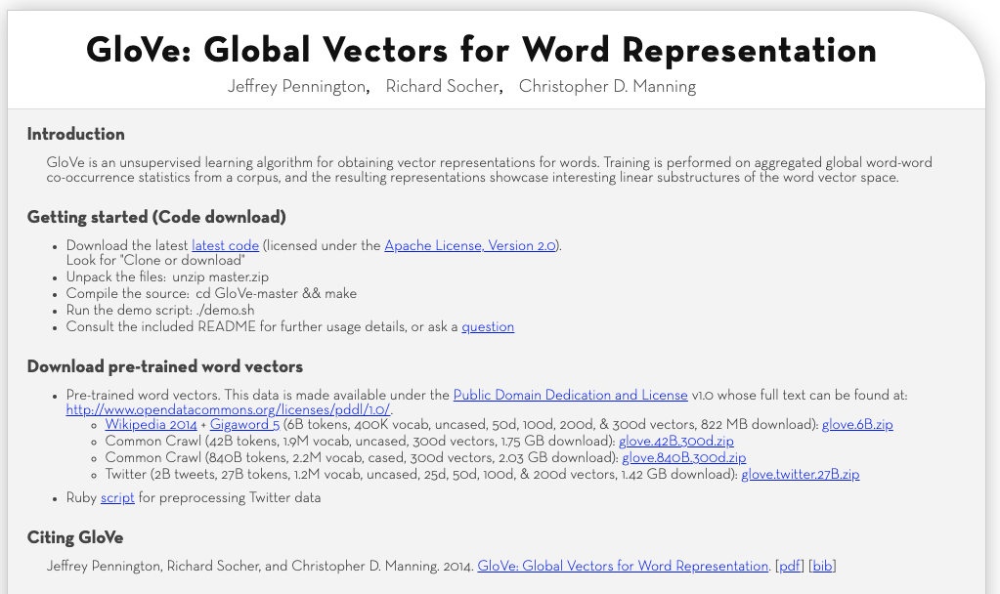 GloVe: Global Vectors for Word Representation
Jeffrey Pennington, Richard Socher, Christopher D. Manning
Introduction
GloVe is an unsupervised learning algorithm for obtaining vector representations for words. Training is performed on aggregated global word-word
co-occurrence statistics from a corpus, and the resulting representations showcase interesting linear substructures of the word vector space.
Getting started (Code download)
• Download the latest latest code (licensed under the Apache License, Version 2.0).
Look for "Clone or download"
• Unpack the files: unzip master.zip
• Compile the source: cd GloVe-master && make
• Run the demo script: ./demo.sh
• Consult the included README for further usage details, or ask a question
Download pre-trained word vectors
• Pre-trained word vectors. This data is made available under the Public Domain Dedication and License v1.0 whose full text can be found at:
http://www.opendatacommons.org/licenses/pddl/1.0/.
◦ Wikipedia 2014 + Gigaword 5 (6B tokens, 400K vocab, uncased, 50d, 100d, 200d, & 300d vectors, 822 MB download): glove.6B.zip
◦ Common Crawl (42B tokens, 1.9M vocab, uncased, 300d vectors, 1.75 GB download): glove.42B.300d.zip
◦ Common Crawl (840B tokens, 2.2M vocab, cased, 300d vectors, 2.03 GB download): glove.840B.300d.zip
◦ Twitter (2B tweets, 27B tokens, 1.2M vocab, uncased, 25d, 50d, 100d, & 200d vectors, 1.42 GB download): glove.twitter.27B.zip
• Ruby script for preprocessing Twitter data
Citing GloVe
Jeffrey Pennington, Richard Socher, and Christopher D. Manning. 2014. GloVe: Global Vectors for Word Representation. [pdf] [bib]